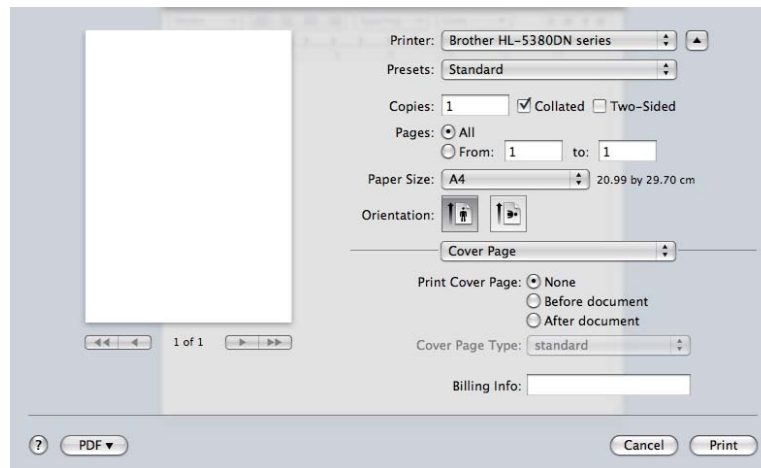 Printer: Brother HL-5380DN series
Presets: Standard
Copies: 1 Collated Two-Sided
Pages: All
From: 1 to: 1
Paper Size: A4 20.99 by 29.70 cm
Orientation:
Cover Page
Print Cover Page: None
Before document
After document
1 of 1
Cover Page Type: standard
Billing Info:
? PDF Cancel Print